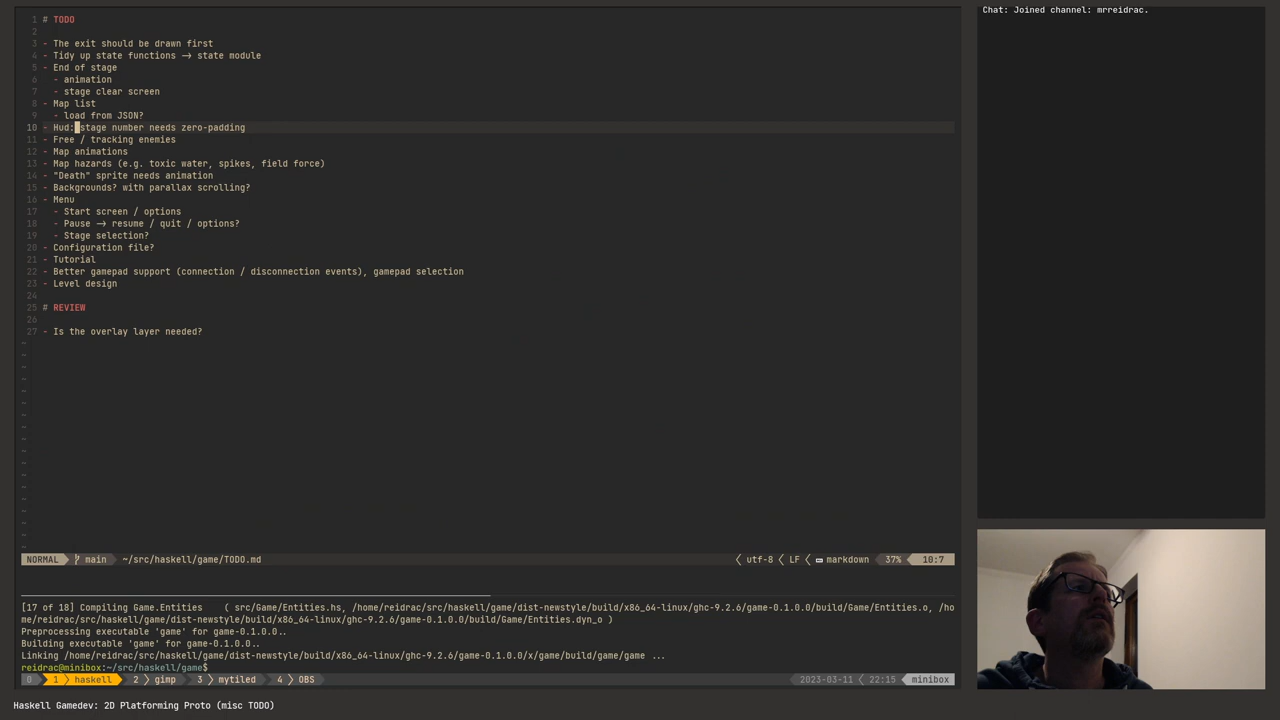 Chat: Joined channel: mrreidrac.
1 # TODO
2
3 - The exit should be drawn first
4 - Tidy up state functions → state module
5 - End of stage
6 - animation
7 - stage clear screen
8 - Map list
9 - load from JSON?
10 - Hud: stage number needs zero-padding
11 - Free / tracking enemies
12 - Map animations
13 - Map hazards (e.g. toxic water, spikes, field force)
14 - "Death" sprite needs animation
15 - Backgrounds? with parallax scrolling?
16 - Menu
17 - Start screen / options
18 - Pause → resume / quit / options?
19 - Stage selection?
20 - Configuration file?
21 - Tutorial
22 - Better gamepad support (connection / disconnection events), gamepad selection
23 - Level design
24
25 # REVIEW
26
27 - Is the overlay layer needed?
NORMAL main ~/src/haskell/game/TODO.md utf-8 LF markdown 37% 10:7
[17 of 18] Compiling Game.Entities ( src/Game/Entities.hs, /home/reidrac/src/haskell/game/dist-newstyle/build/x86_64-linux/ghc-9.2.6/game-0.1.0.0/build/Game/Entities.o, /ho
me/reidrac/src/haskell/game/dist-newstyle/build/x86_64-linux/ghc-9.2.6/game-0.1.0.0/build/Game/Entities.dyn_o )
Preprocessing executable 'game' for game-0.1.0.0..
Building executable 'game' for game-0.1.0.0..
Linking /home/reidrac/src/haskell/game/dist-newstyle/build/x86_64-linux/ghc-9.2.6/game-0.1.0.0/x/game/build/game/game ...
reidrac@minibox:~/src/haskell/game$
0 1 haskell 2 gimp 3 mytiled 4 OBS 2023-03-11 22:15 minibox
Haskell Gamedev: 2D Platforming Proto (misc TODO)